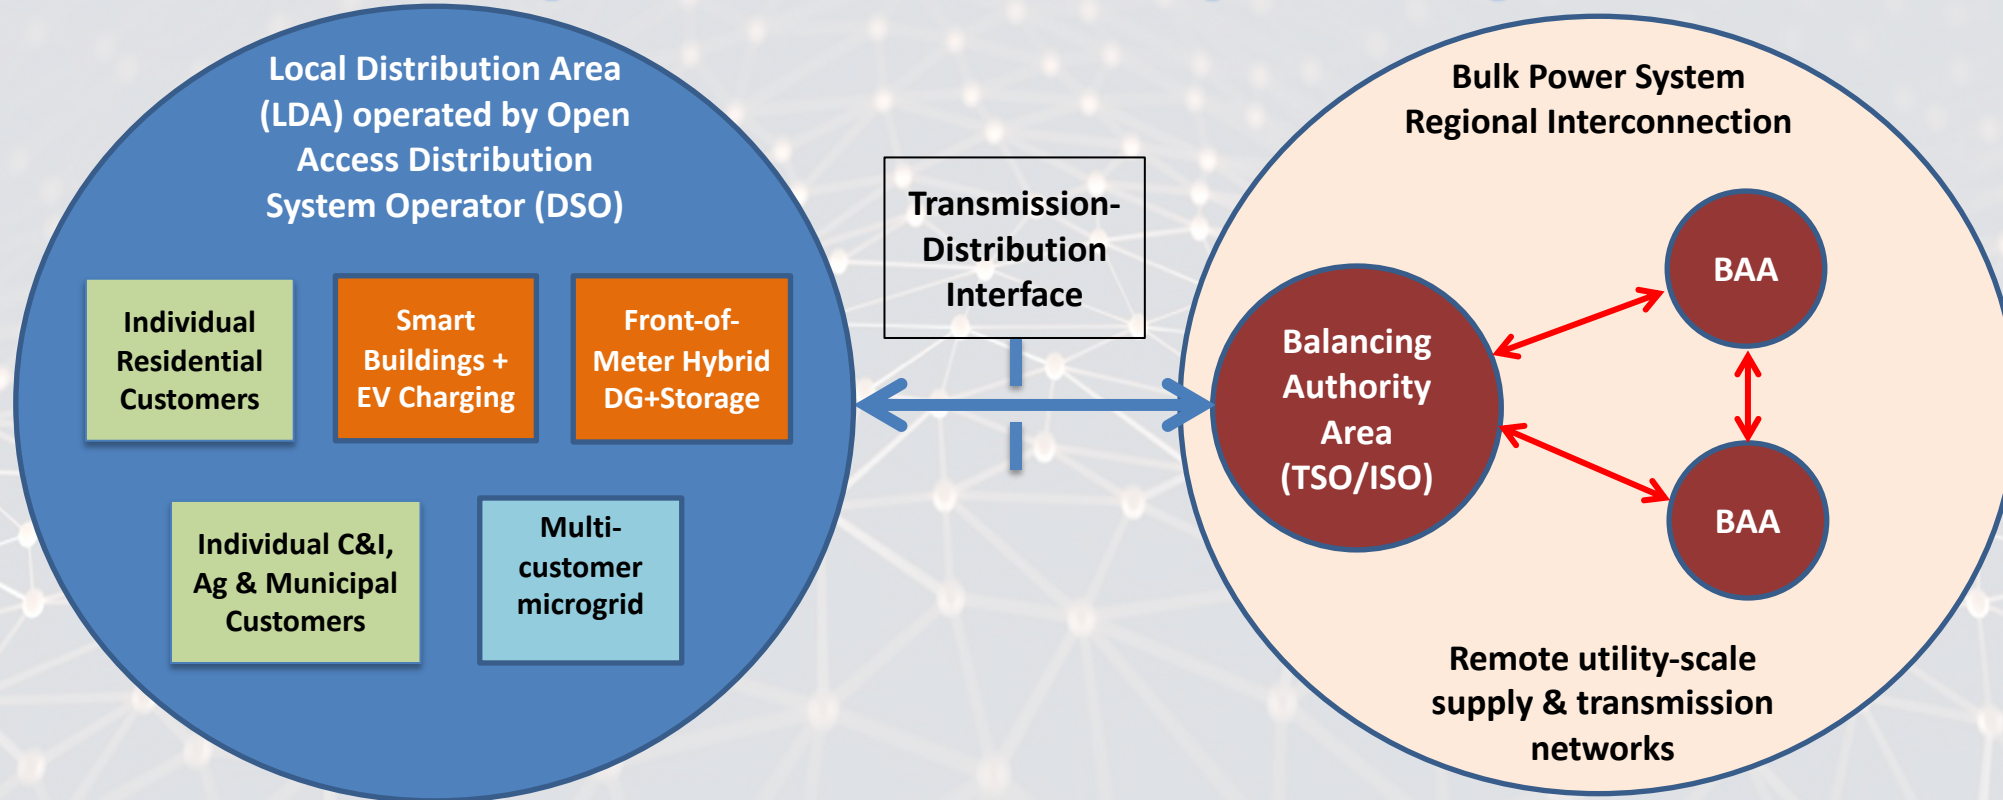 Local Distribution Area
(LDA) operated by Open
Access Distribution
System Operator (DSO)
Individual
Residential
Customers
Smart
Buildings +
EV Charging
Front-of-
Meter Hybrid
DG+Storage
Individual C&I,
Ag & Municipal
Customers
Multi-
customer
microgrid
Transmission-
Distribution
Interface
Bulk Power System
Regional Interconnection
Balancing
Authority
Area
(TSO/ISO)
BAA
BAA
Remote utility-scale
supply & transmission
networks